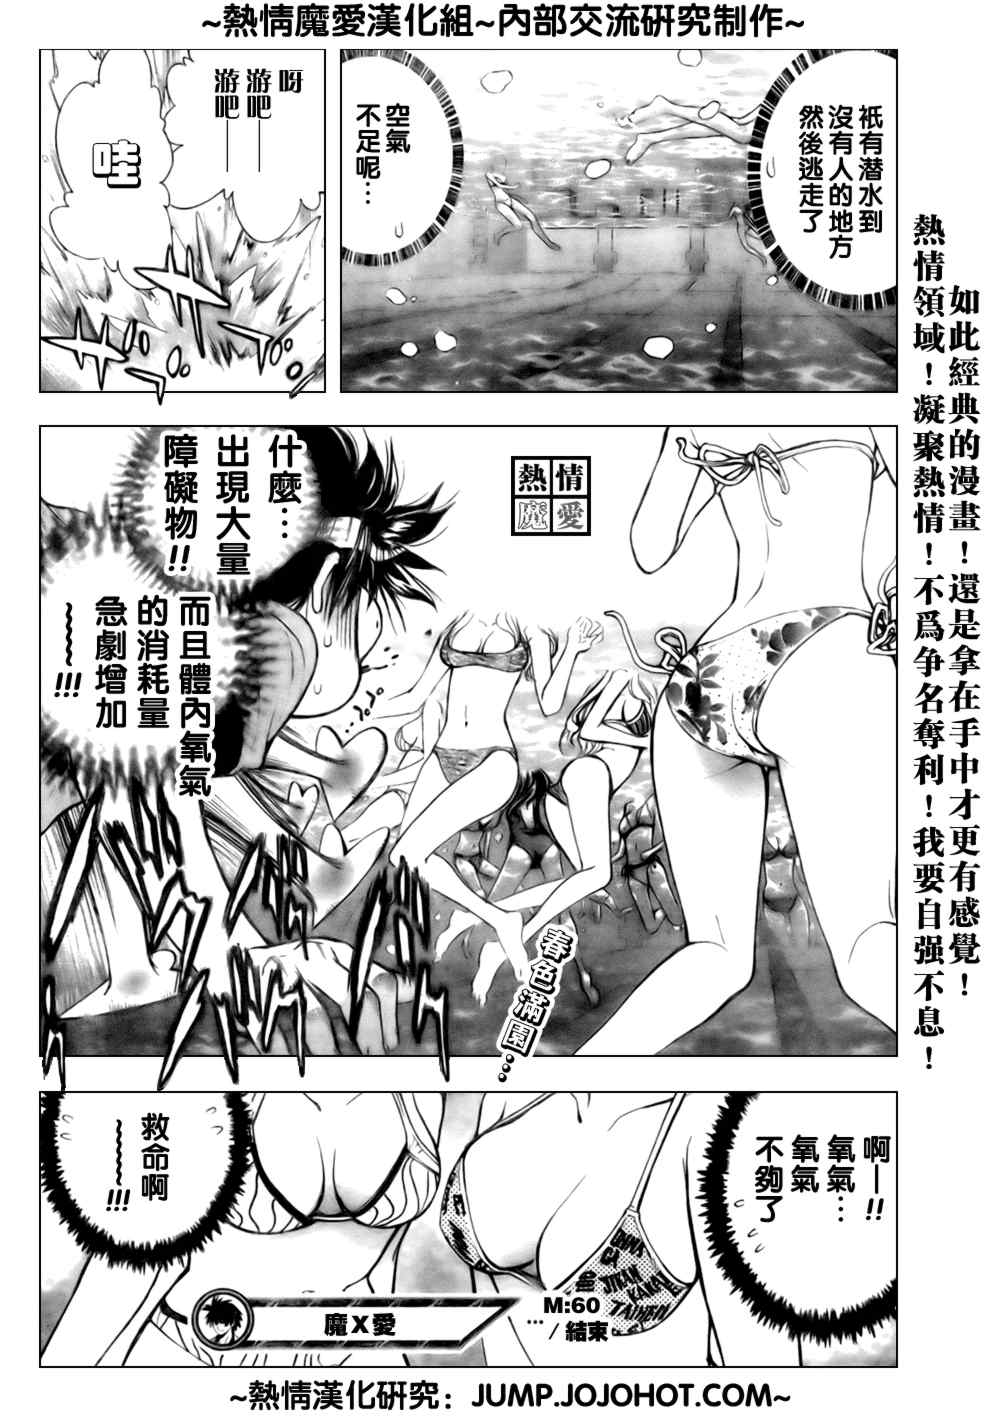 ~熱情魔愛漢化組~內部交流研究制作~
祇有潛水到
沒有人的地方
然後逃走了
空氣
不足呢…
呀
游吧──
游吧──
哇
如此經典的漫畫！還是拿在手中才更有感覺！
熱情領域！凝聚熱情！不爲争名奪利！我要自强不息！
熱情
魔愛
什麼…
出現大量
障礙物!!
而且體內氧氣
的消耗量
急劇增加
~~~~!!!
春色滿園…
啊─!!
氧氣…
氧氣
不夠了
救命啊
~~~~!!!
魔X愛
M:60
… / 結束
~熱情漢化研究：JUMP.JOJOHOT.COM~